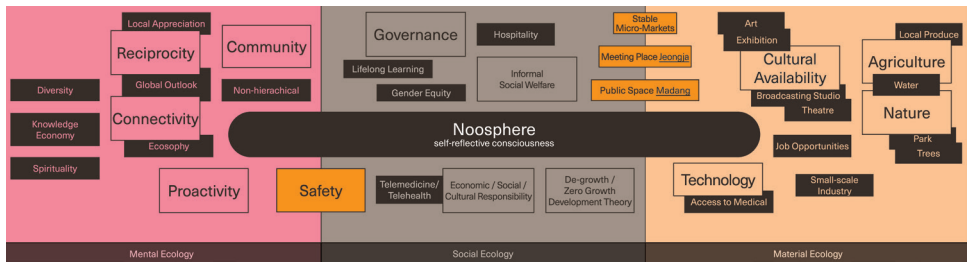 Local Appreciation
Reciprocity
Global Outlook
Community
Non-hierachical
Diversity
Knowledge
Economy
Spirituality
Connectivity
Ecosophy
Proactivity
Safety
Governance
Hospitality
Lifelong Learning
Gender Equity
Informal
Social Welfare
Stable
Micro-Markets
Meeting Place Jeongja
Public Space Madang
Noosphere
self-reflective consciousness
Telemedicine/
Telehealth
Economic / Social /
Cultural Responsibility
De-growth /
Zero Growth
Development Theory
Art
Exhibition
Cultural
Availability
Broadcasting Studio
Theatre
Local Produce
Agriculture
Water
Nature
Park
Trees
Job Opportunities
Technology
Access to Medical
Small-scale
Industry
Mental Ecology
Social Ecology
Material Ecology